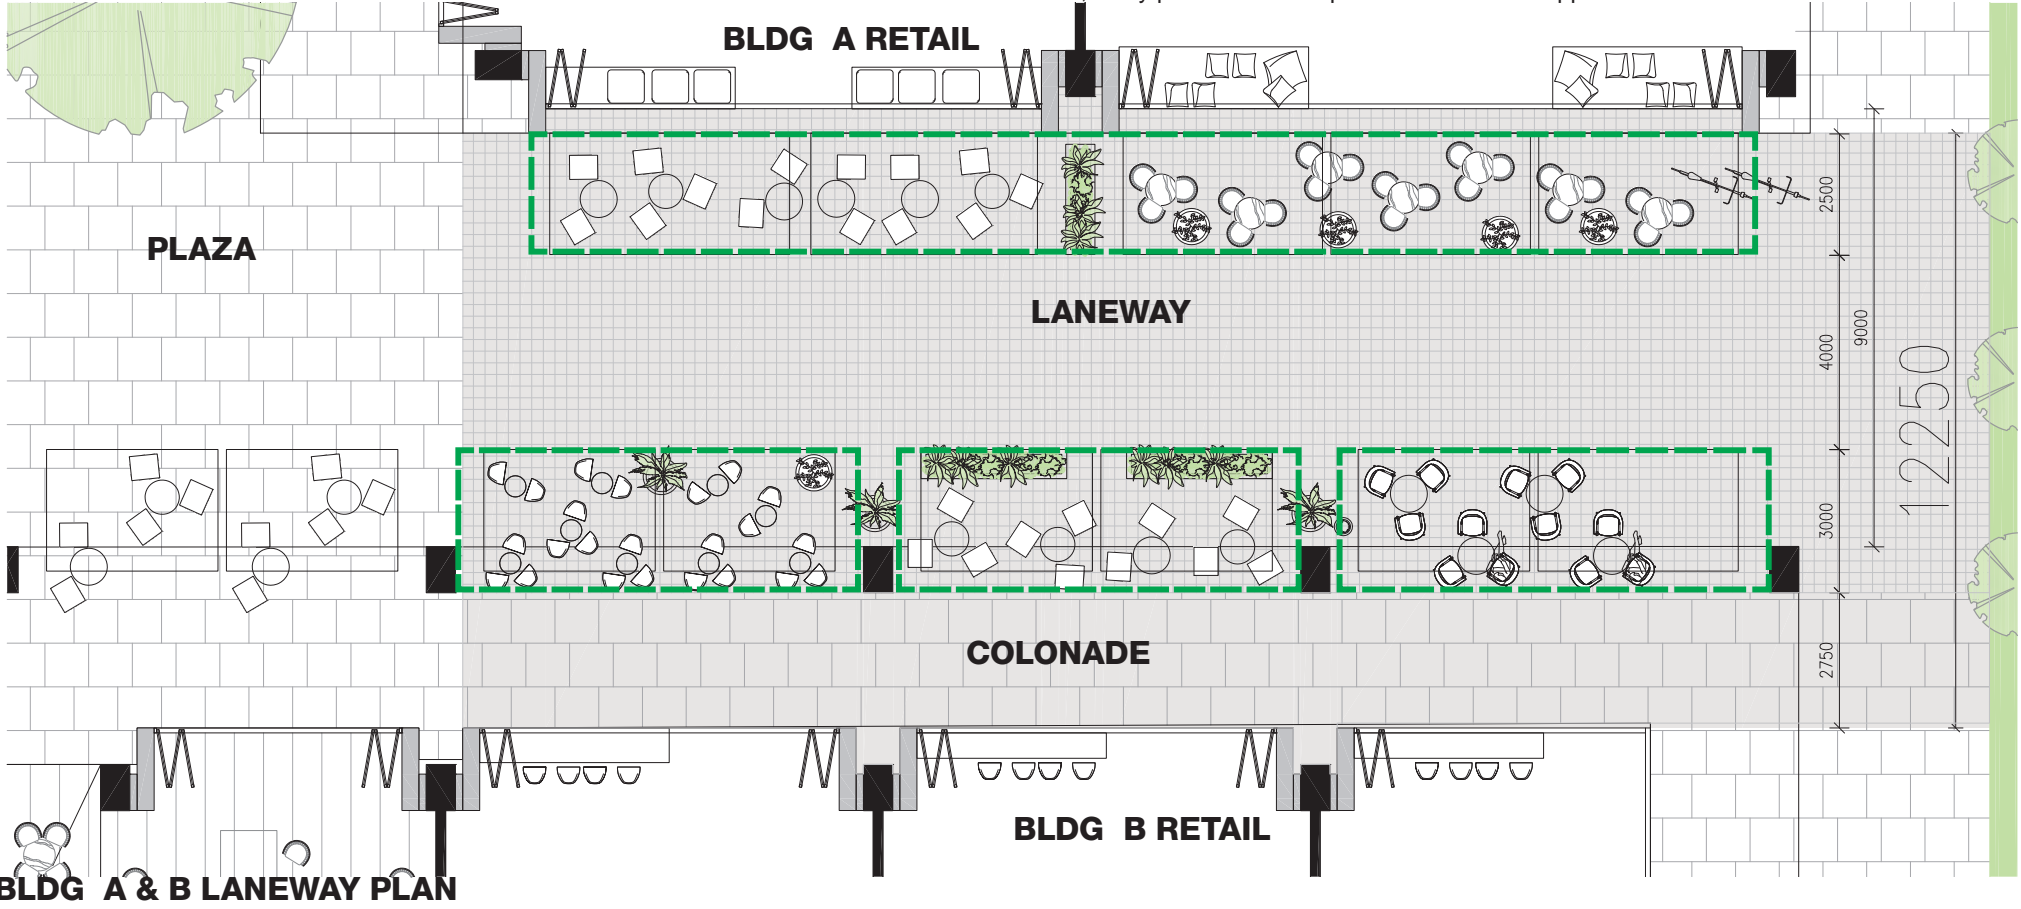 BLDG A RETAIL
PLAZA
2500
LANEWAY
9000
4000
12250
3000
COLONADE
2750
BLDG B RETAIL
BLDG A & B LANEWAY PLAN